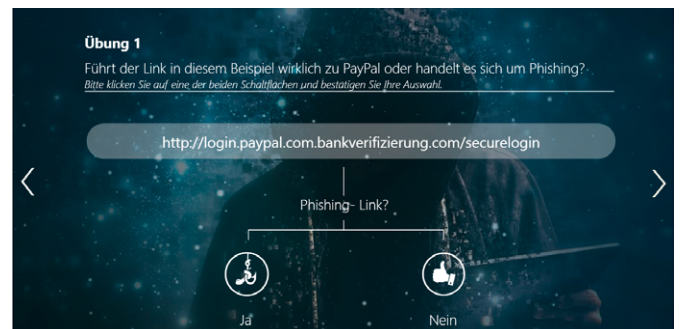 Übung 1
Führt der Link in diesem Beispiel wirklich zu PayPal oder handelt es sich um Phishing?
Bitte klicken Sie auf eine der beiden Schaltflächen und bestätigen Sie Ihre Auswahl.
http://login.paypal.com.bankverifizierung.com/securelogin
Phishing- Link?
Ja Nein